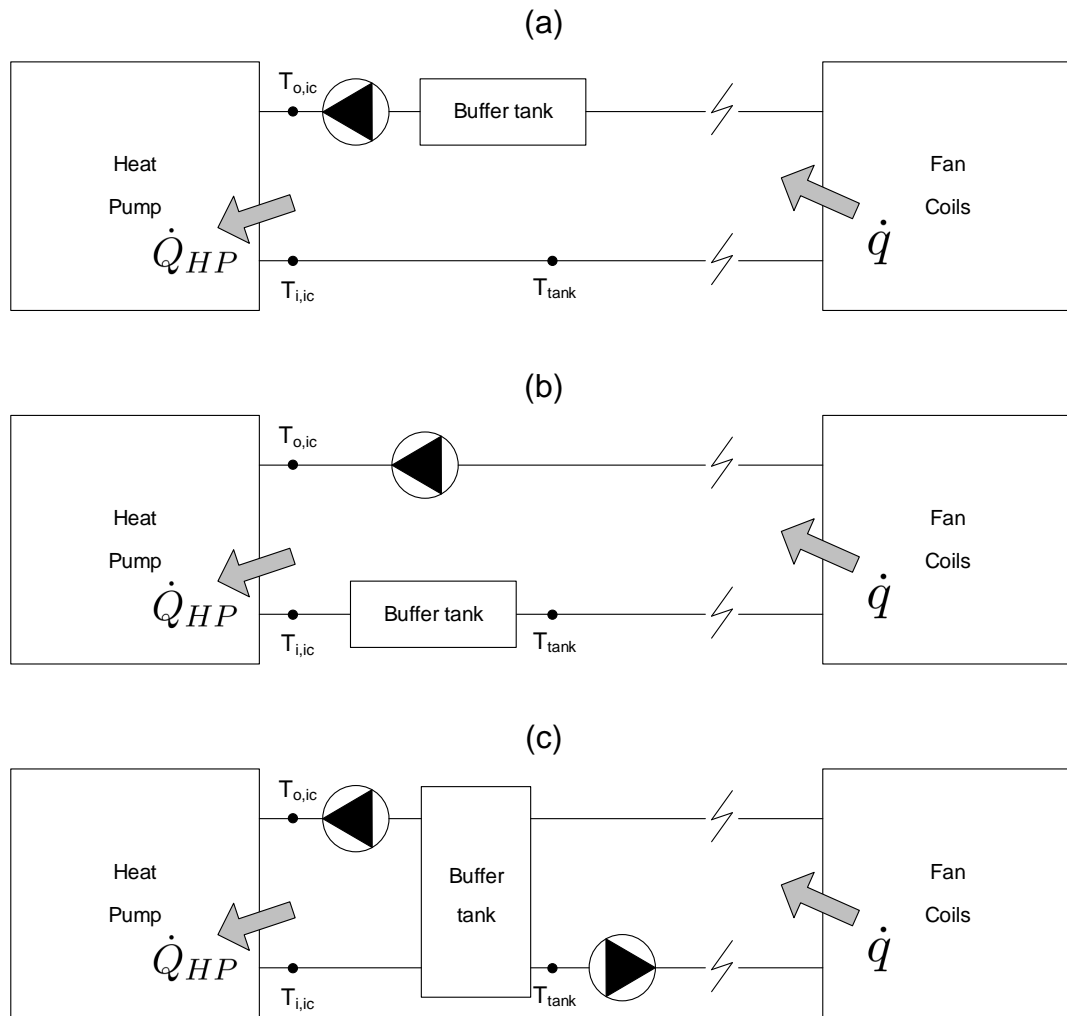 (a)
T_o,ic
Buffer tank
Heat
Pump
Fan
Coils
Q̇_HP
q̇
T_i,ic
T_tank
(b)
T_o,ic
Heat
Pump
Fan
Coils
Q̇_HP
q̇
Buffer tank
T_i,ic
T_tank
(c)
T_o,ic
Heat
Pump
Buffer
tank
Fan
Coils
Q̇_HP
q̇
T_i,ic
T_tank